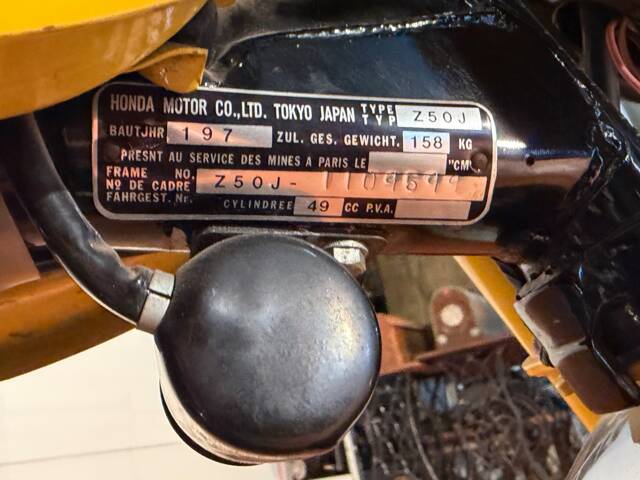 HONDA MOTOR CO.,LTD. TOKYO JAPAN TYPE TYP Z50J
BAUTJHR 197 ZUL. GES. GEWICHT. 158 KG
PRESNT AU SERVICE DES MINES A PARIS LE "CM"
FRAME NO.
Nº DE CADRE Z50J-
FAHRGEST. Nr. CYLINDREE 49 CC P.V.A.